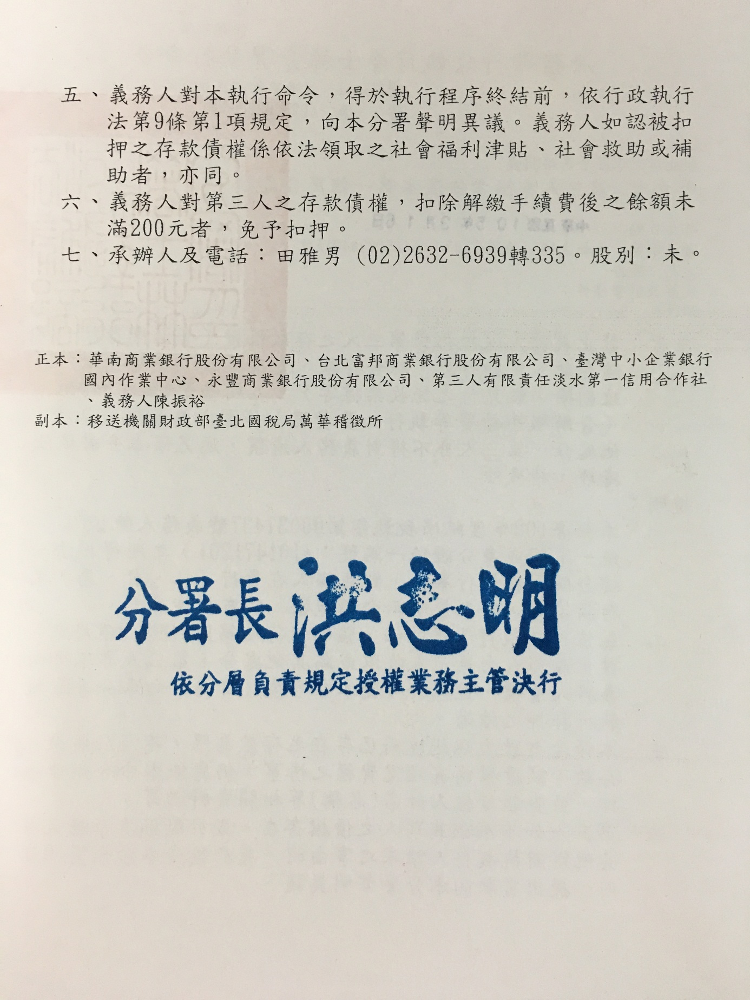 五、義務人對本執行命令，得於執行程序終結前，依行政執行
法第9條第1項規定，向本分署聲明異議。義務人如認被扣
押之存款債權係依法領取之社會福利津貼、社會救助或補
助者，亦同。
六、義務人對第三人之存款債權，扣除解繳手續費後之餘額未
滿200元者，免予扣押。
七、承辦人及電話：田雅男 (02)2632-6939轉335。股別：未。
正本：華南商業銀行股份有限公司、台北富邦商業銀行股份有限公司、臺灣中小企業銀行
國內作業中心、永豐商業銀行股份有限公司、第三人有限責任淡水第一信用合作社
、義務人陳振裕
副本：移送機關財政部臺北國稅局萬華稽徵所
分署長洪志明
依分層負責規定授權業務主管決行